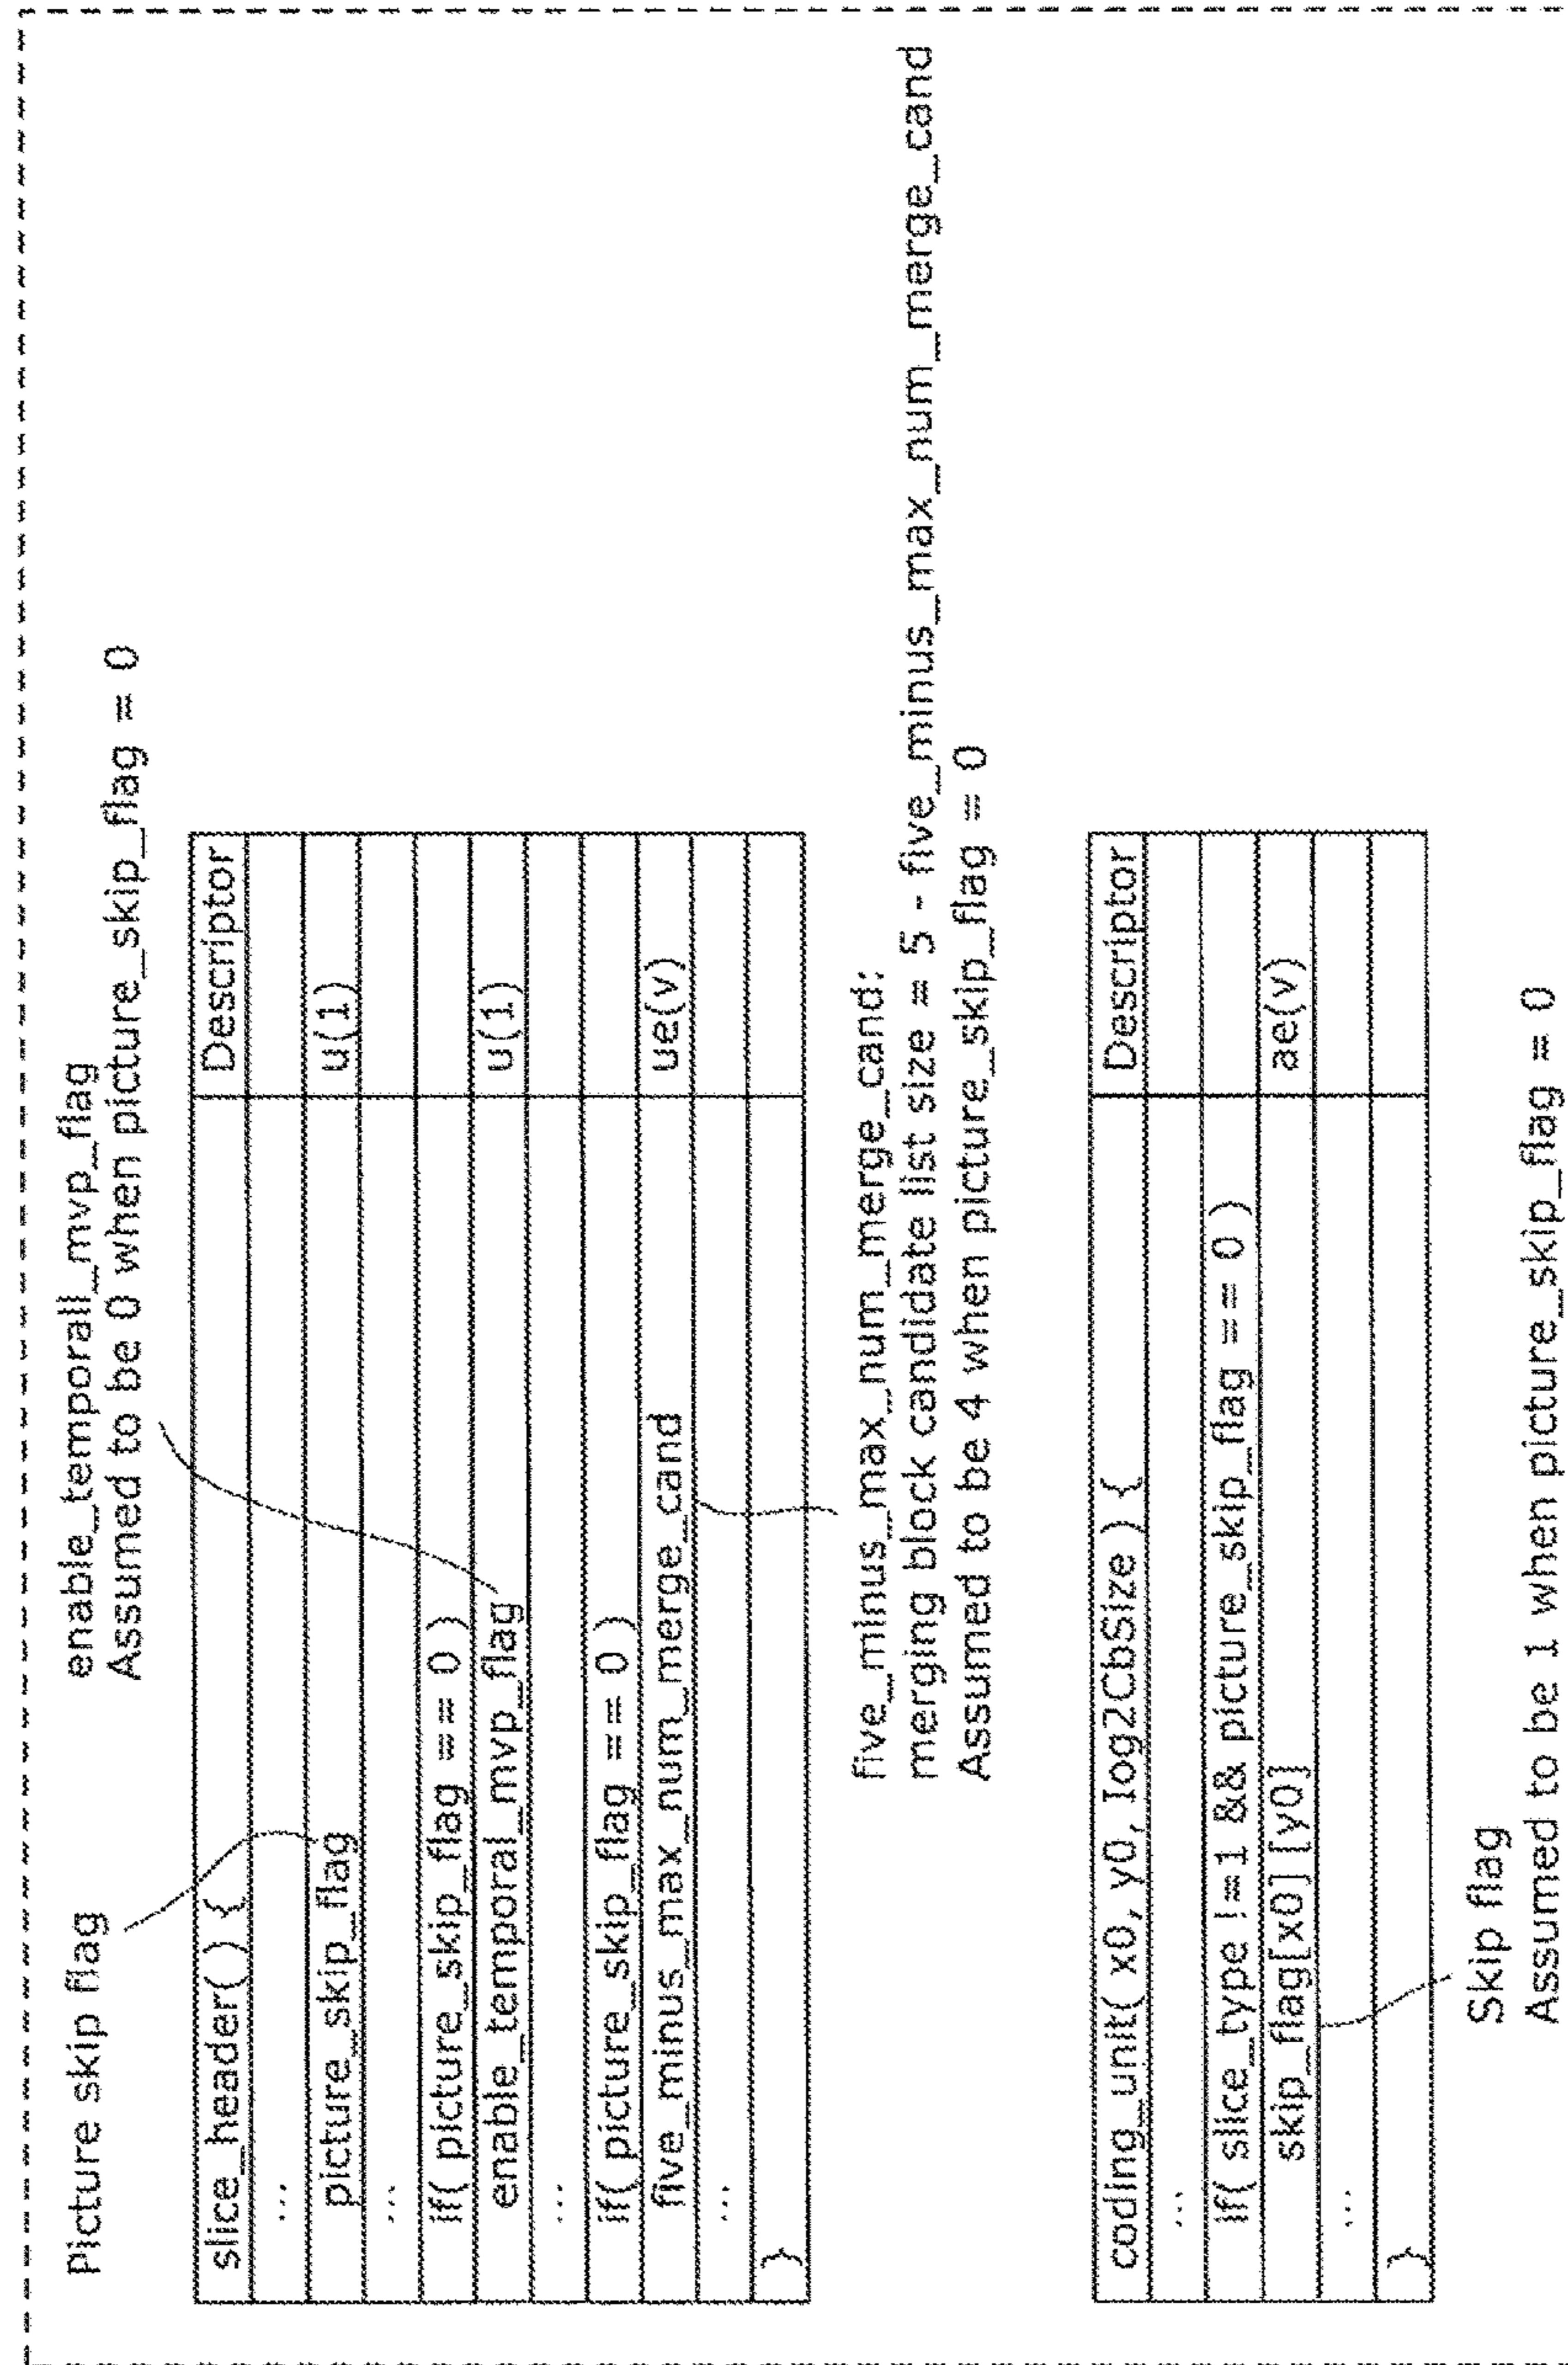 Picture skip flag
enable_temporall_mvp_flag
Assumed to be 0 when picture_skip_flag = 0
slice_header( ) { Descriptor
...
picture_skip_flag u(1)
...
if( picture_skip_flag == 0 )
enable_temporal_mvp_flag u(1)
...
if( picture_skip_flag == 0 )
five_minus_max_num_merge_cand ue(v)
...
}
five_minus_max_num_merge_cand:
merging block candidate list size = 5 - five_minus_max_num_merge_cand
Assumed to be 4 when picture_skip_flag = 0
coding_unit( x0, y0, Iog2CbSize ) { Descriptor
...
if( slice_type !=1 && picture_skip_flag == 0 )
skip_flag[x0] [y0] ae(v)
...
}
Skip flag
Assumed to be 1 when picture_skip_flag = 0